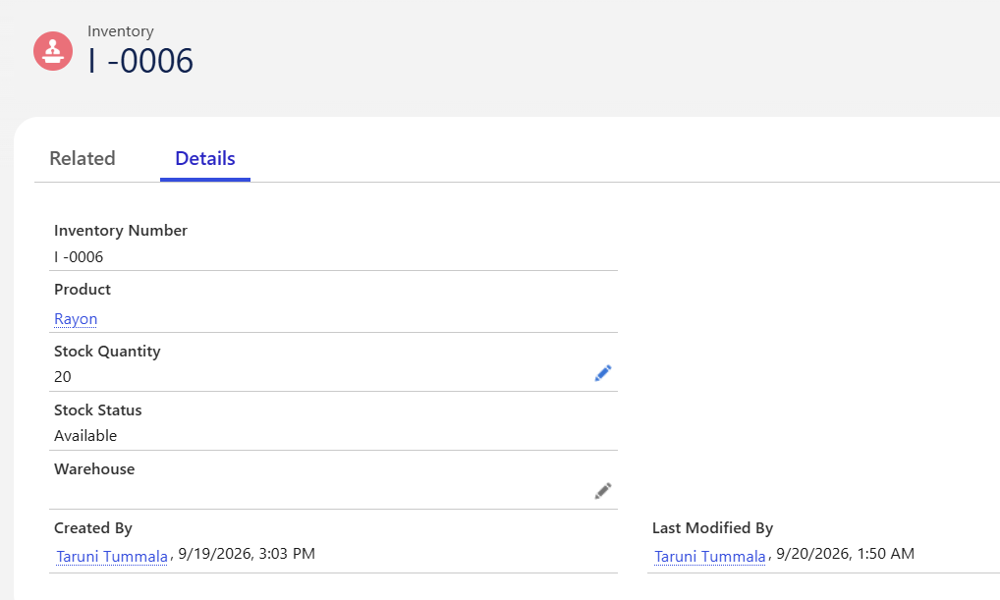 Inventory
I -0006
Related Details
Inventory Number
I -0006
Product
Rayon
Stock Quantity
20
Stock Status
Available
Warehouse
Created By
Taruni Tummala, 9/19/2026, 3:03 PM
Last Modified By
Taruni Tummala, 9/20/2026, 1:50 AM